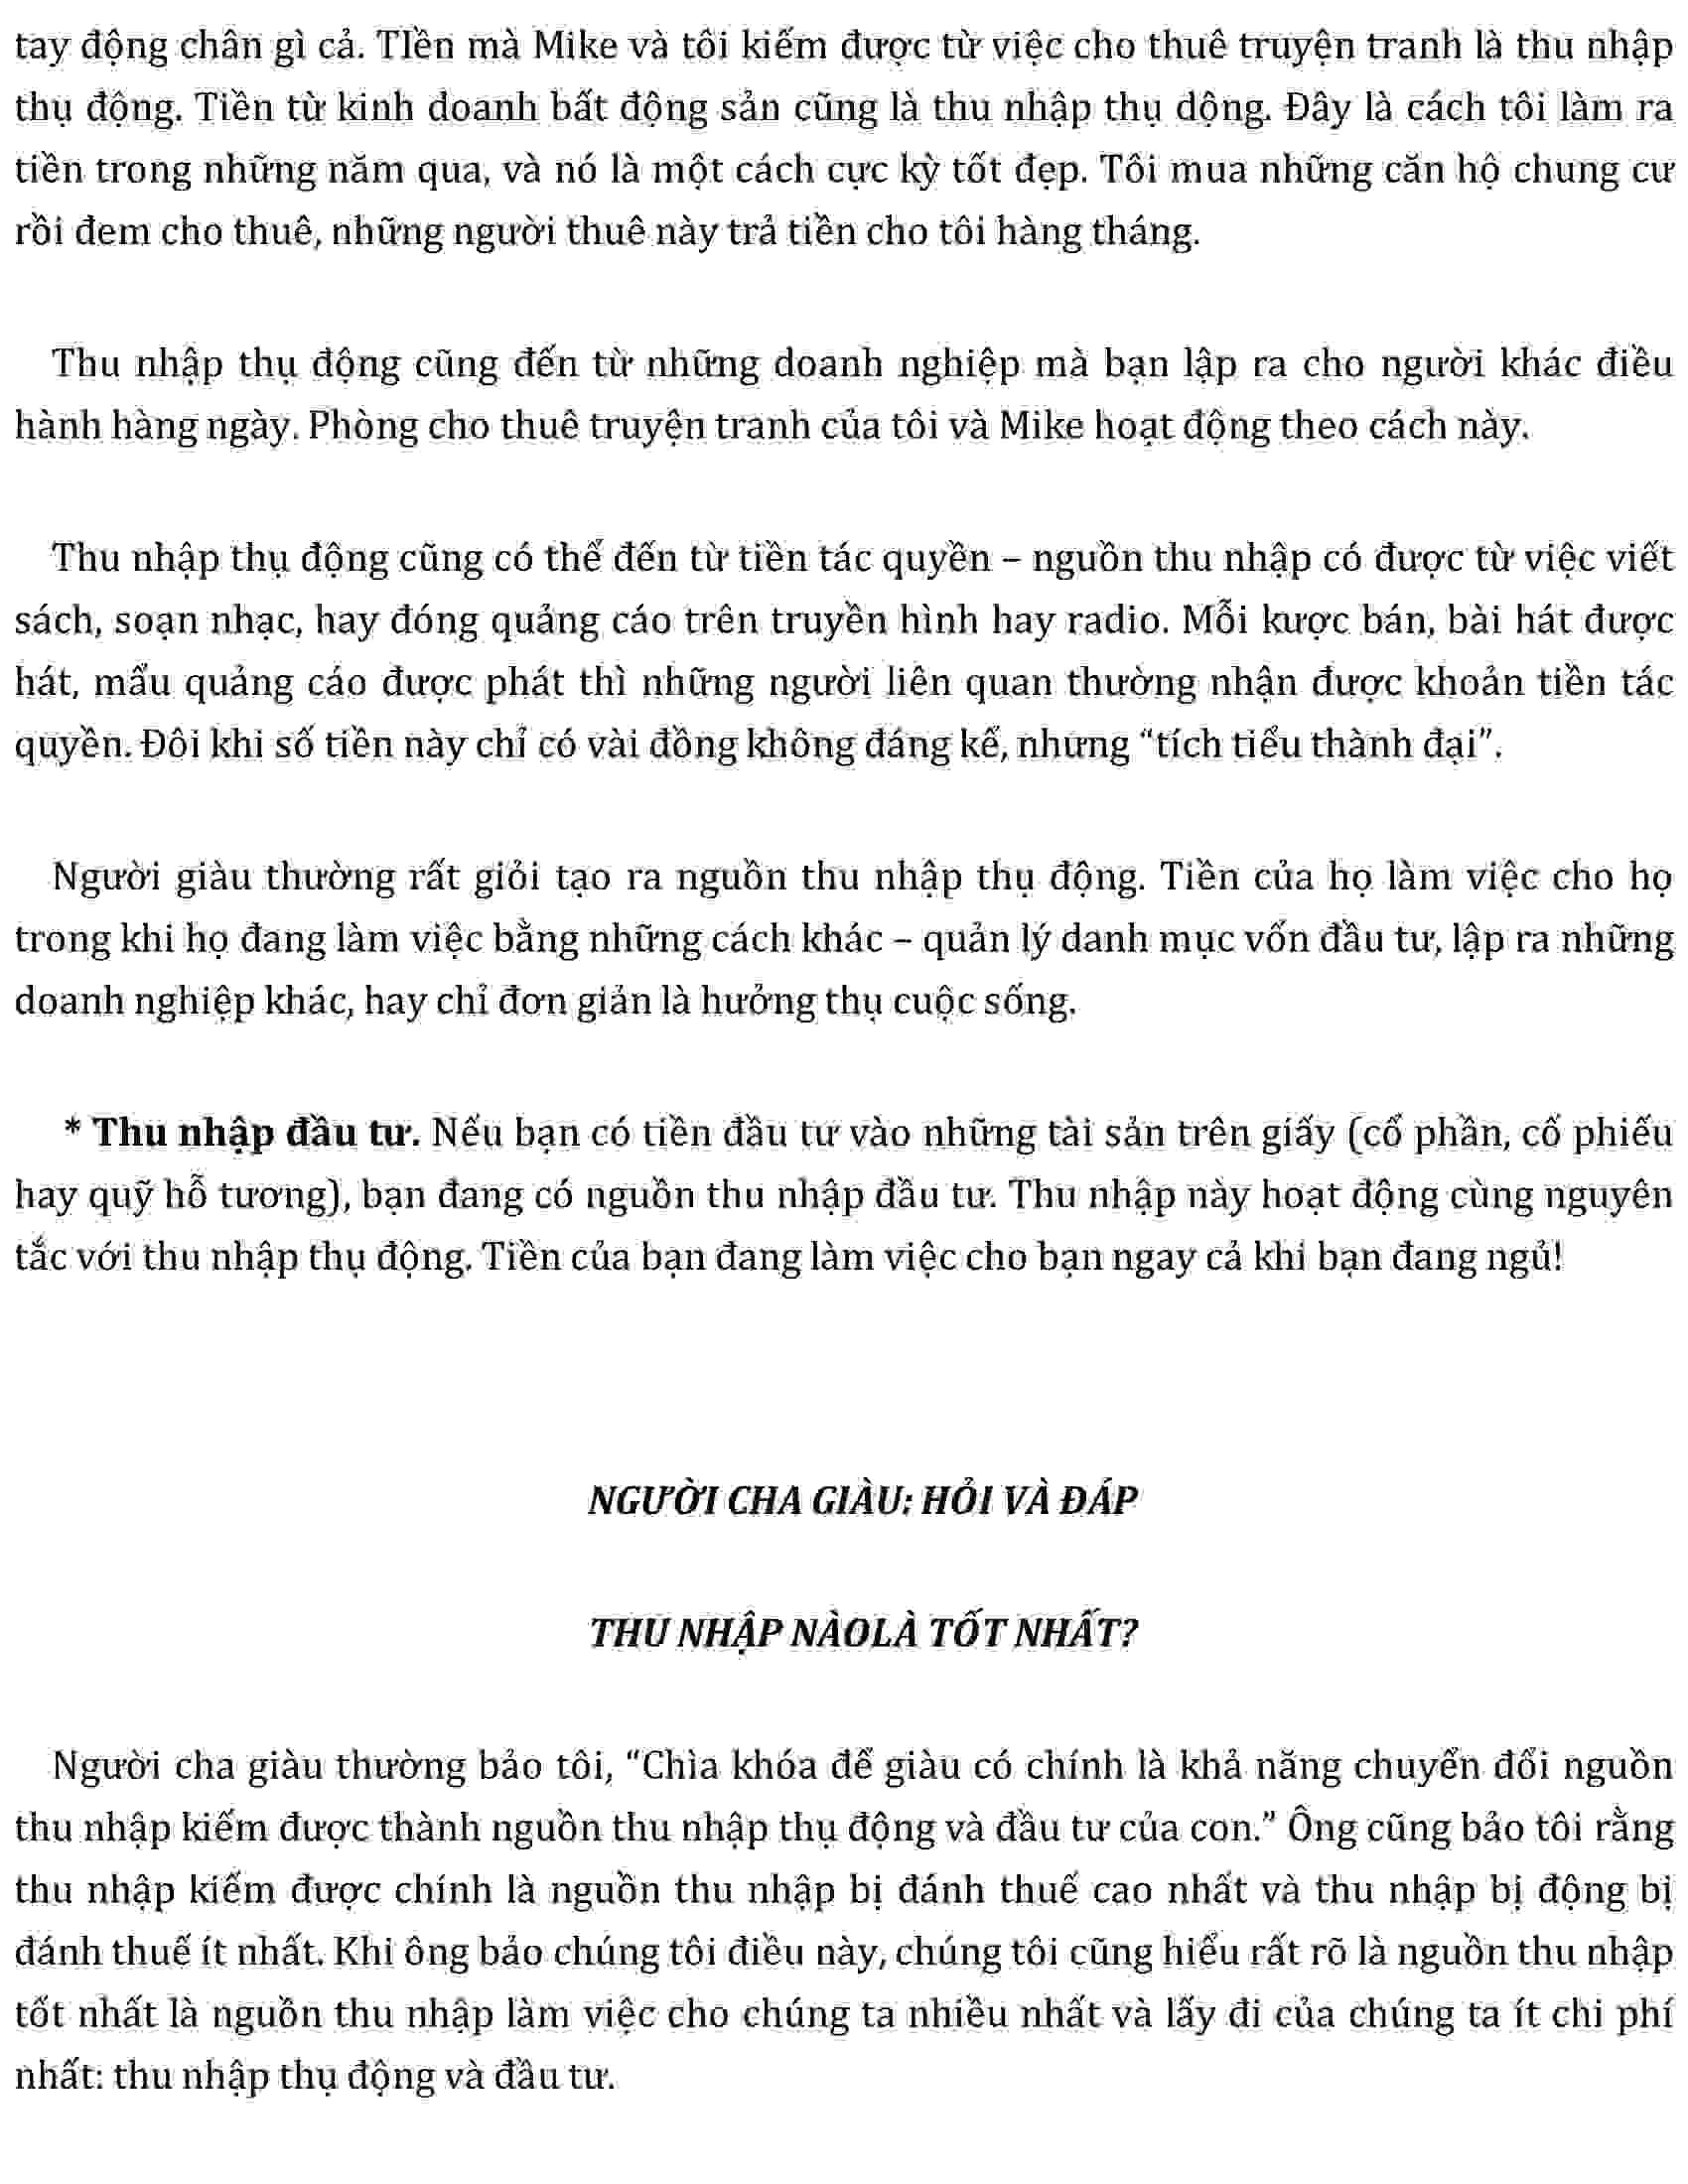 tay động chân gì cả. TIền mà Mike và tôi kiếm được từ việc cho thuê truyện tranh là thu nhập
thụ động. Tiền từ kinh doanh bất động sản cũng là thu nhập thụ dộng. Đây là cách tôi làm ra
tiền trong những năm qua, và nó là một cách cực kỳ tốt đẹp. Tôi mua những căn hộ chung cư
rồi đem cho thuê, những người thuê này trả tiền cho tôi hàng tháng.
Thu nhập thụ động cũng đến từ những doanh nghiệp mà bạn lập ra cho người khác điều
hành hàng ngày. Phòng cho thuê truyện tranh của tôi và Mike hoạt động theo cách này.
Thu nhập thụ động cũng có thể đến từ tiền tác quyền – nguồn thu nhập có được từ việc viết
sách, soạn nhạc, hay đóng quảng cáo trên truyền hình hay radio. Mỗi kược bán, bài hát được
hát, mẩu quảng cáo được phát thì những người liên quan thường nhận được khoản tiền tác
quyền. Đôi khi số tiền này chỉ có vài đồng không đáng kể, nhưng “tích tiểu thành đại”.
Người giàu thường rất giỏi tạo ra nguồn thu nhập thụ động. Tiền của họ làm việc cho họ
trong khi họ đang làm việc bằng những cách khác – quản lý danh mục vốn đầu tư, lập ra những
doanh nghiệp khác, hay chỉ đơn giản là hưởng thụ cuộc sống.
* Thu nhập đầu tư. Nếu bạn có tiền đầu tư vào những tài sản trên giấy (cổ phần, cổ phiếu
hay quỹ hỗ tương), bạn đang có nguồn thu nhập đầu tư. Thu nhập này hoạt động cùng nguyên
tắc với thu nhập thụ động. Tiền của bạn đang làm việc cho bạn ngay cả khi bạn đang ngủ!
NGƯỜI CHA GIÀU: HỎI VÀ ĐÁP
THU NHẬP NÀOLÀ TỐT NHẤT?
Người cha giàu thường bảo tôi, “Chìa khóa để giàu có chính là khả năng chuyển đổi nguồn
thu nhập kiếm được thành nguồn thu nhập thụ động và đầu tư của con.” Ông cũng bảo tôi rằng
thu nhập kiếm được chính là nguồn thu nhập bị đánh thuế cao nhất và thu nhập bị động bị
đánh thuế ít nhất. Khi ông bảo chúng tôi điều này, chúng tôi cũng hiểu rất rõ là nguồn thu nhập
tốt nhất là nguồn thu nhập làm việc cho chúng ta nhiều nhất và lấy đi của chúng ta ít chi phí
nhất: thu nhập thụ động và đầu tư.